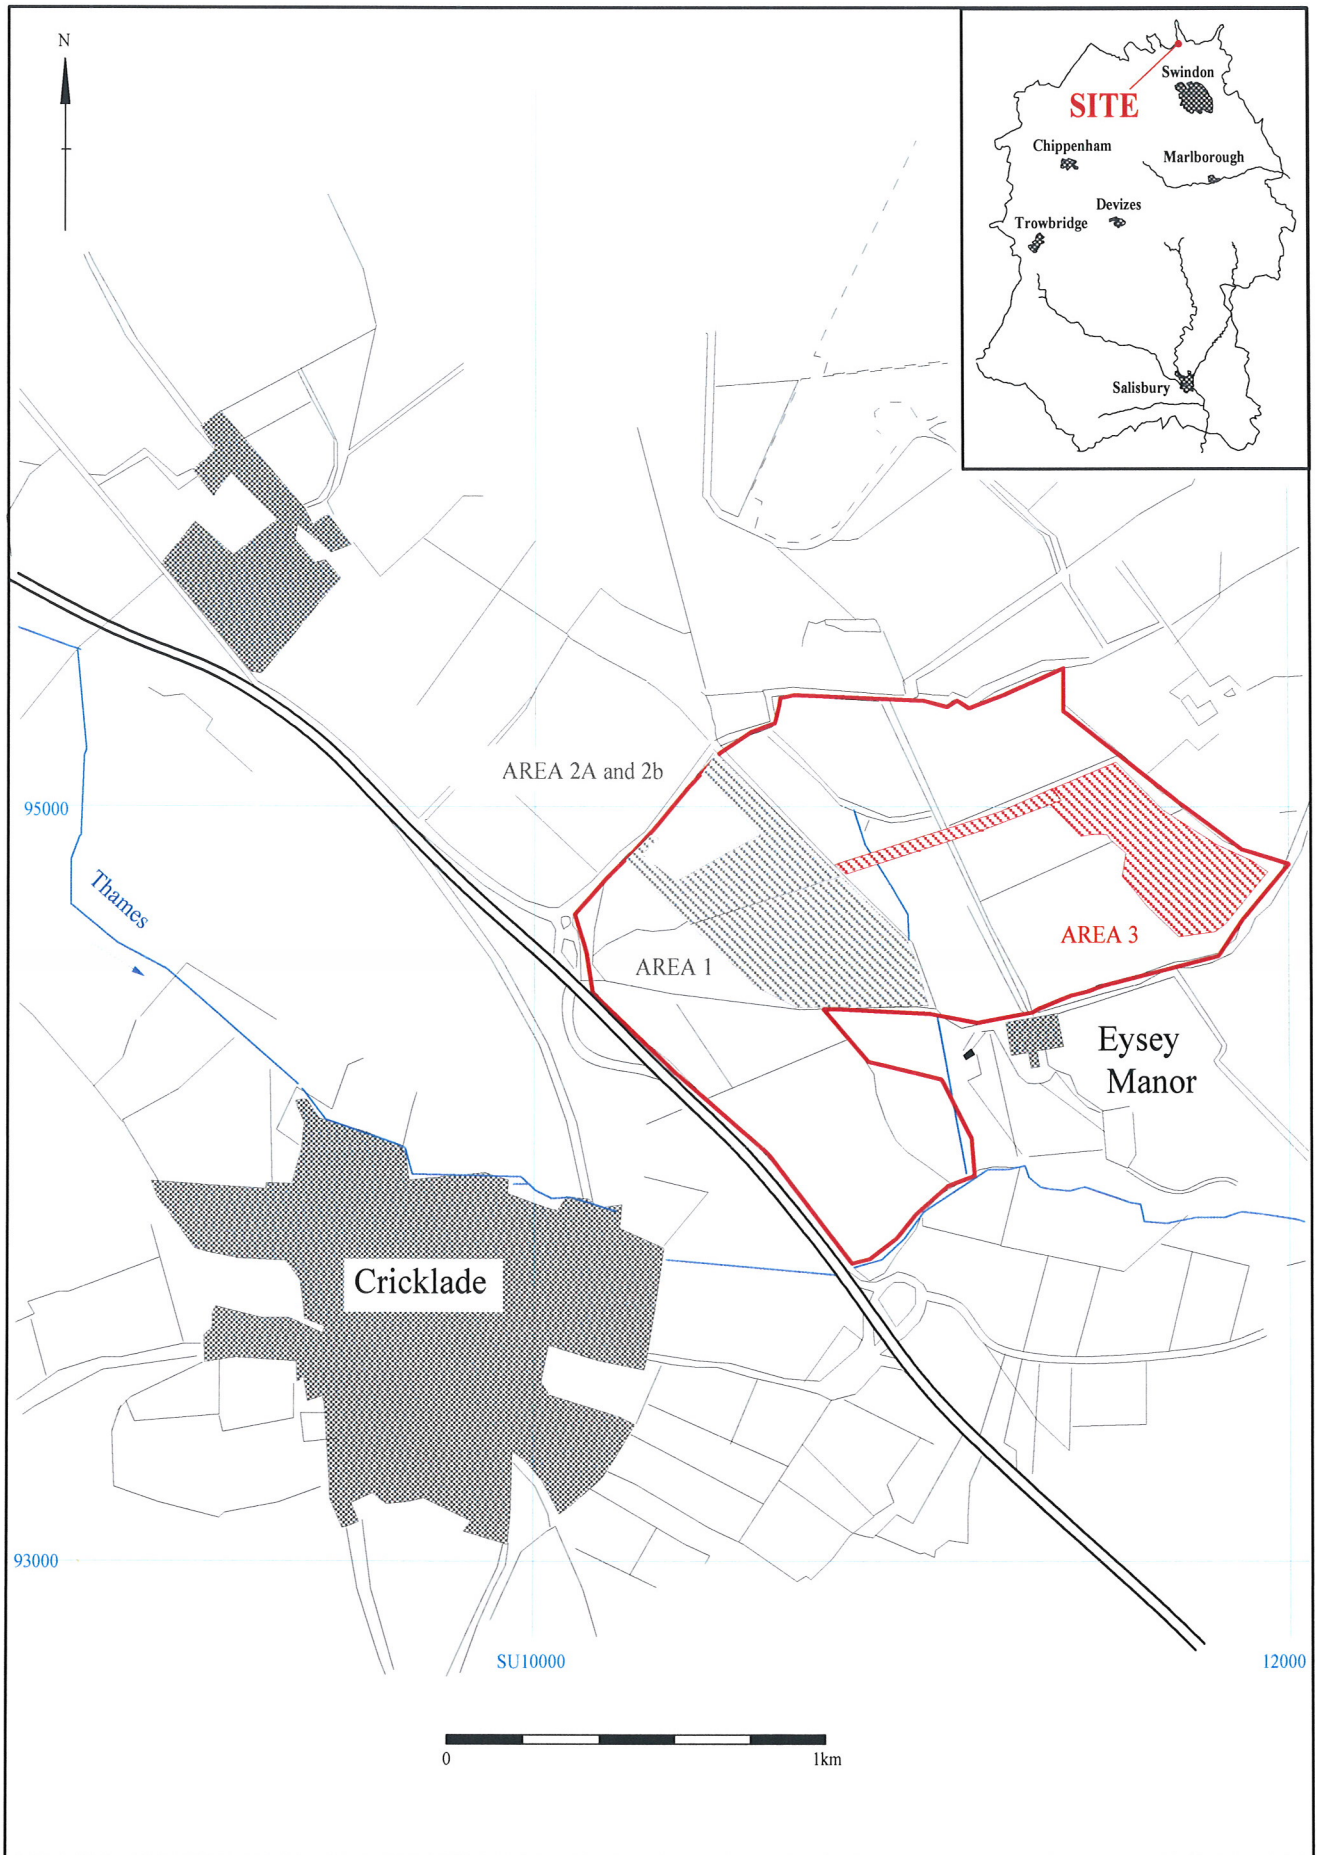 N
Swindon
SITE
Chippenham
Marlborough
Devizes
Trowbridge
Salisbury
AREA 2A and 2b
95000
Thames
AREA 3
AREA 1
Eysey
Manor
Cricklade
93000
SU10000
12000
0
1km